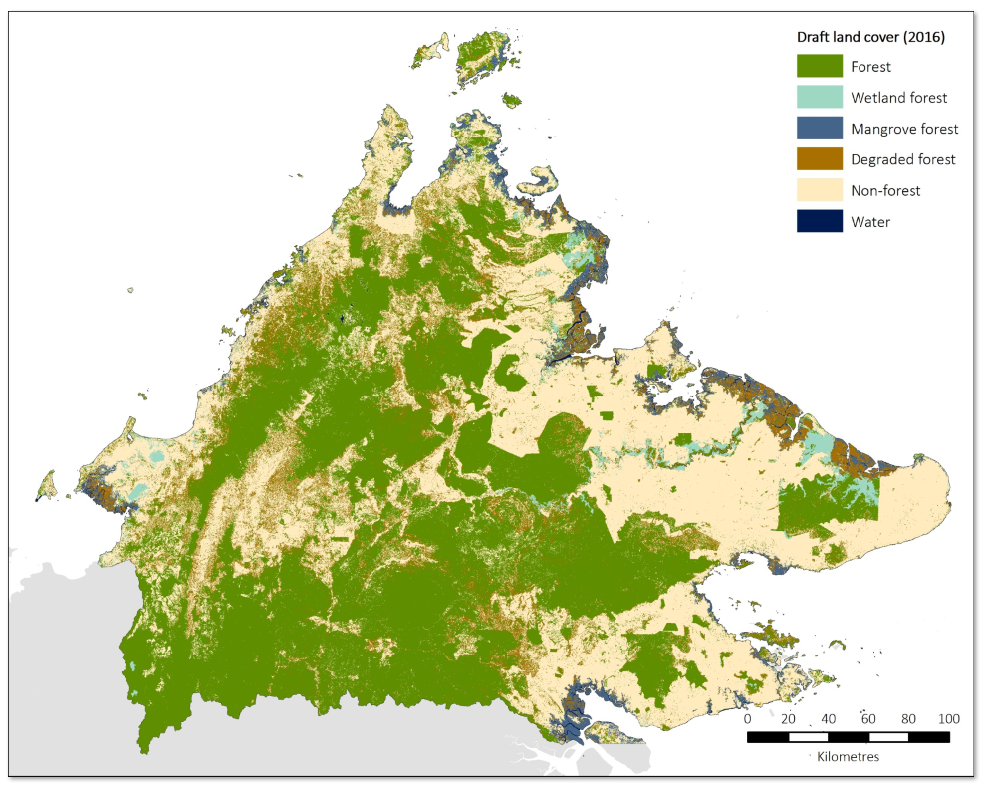 Draft land cover (2016)
Forest
Wetland forest
Mangrove forest
Degraded forest
Non-forest
Water
0 20 40 60 80 100
Kilometres